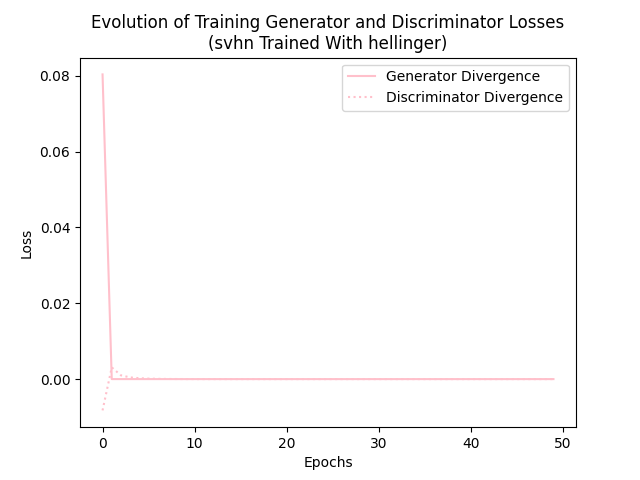 Evolution of Training Generator and Discriminator Losses
(svhn Trained With hellinger)
Generator Divergence
Discriminator Divergence
Loss
0.08
0.06
0.04
0.02
0.00
0 10 20 30 40 50
Epochs